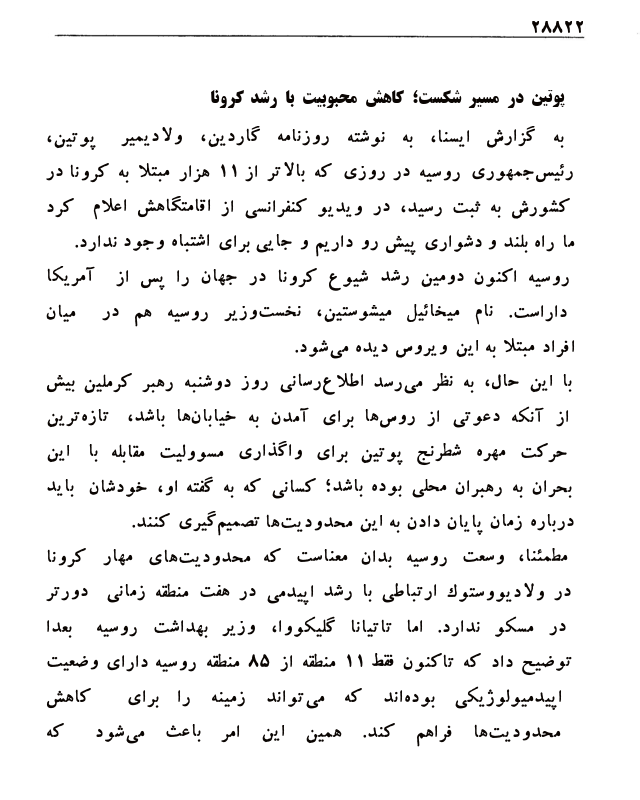 ۲۸۸۲۲
پوتین در مسیر شکست؛ کاهش محبوبیت با رشد کرونا
به گزارش ایسنا، به نوشته روزنامه گاردین، ولادیمیر پوتین،
رئیس‌جمهوری روسیه در روزی که بالاتر از ۱۱ هزار مبتلا به کرونا در
کشورش به ثبت رسید، در ویدیو کنفرانسی از اقامتگاهش اعلام کرد
ما راه بلند و دشواری پیش رو داریم و جایی برای اشتباه وجود ندارد.
روسیه اکنون دومین رشد شیوع کرونا در جهان را پس از آمریکا
داراست. نام میخائیل میشوستین، نخست‌وزیر روسیه هم در میان
افراد مبتلا به این ویروس دیده می‌شود.
با این حال، به نظر می‌رسد اطلاع‌رسانی روز دوشنبه رهبر کرملین بیش
از آنکه دعوتی از روس‌ها برای آمدن به خیابان‌ها باشد، تازه‌ترین
حرکت مهره شطرنج پوتین برای واگذاری مسوولیت مقابله با این
بحران به رهبران محلی بوده باشد؛ کسانی که به گفته او، خودشان باید
درباره زمان پایان دادن به این محدودیت‌ها تصمیم‌گیری کنند.
مطمئنا، وسعت روسیه بدان معناست که محدودیت‌های مهار کرونا
در ولادیووستوك ارتباطی با رشد اپیدمی در هفت منطقه زمانی دورتر
در مسکو ندارد. اما تاتیانا گلیکووا، وزیر بهداشت روسیه بعدا
توضیح داد که تاکنون فقط ۱۱ منطقه از ۸۵ منطقه روسیه دارای وضعیت
اپیدمیولوژیکی بوده‌اند که می‌تواند زمینه را برای کاهش
محدودیت‌ها فراهم کند. همین این امر باعث می‌شود که